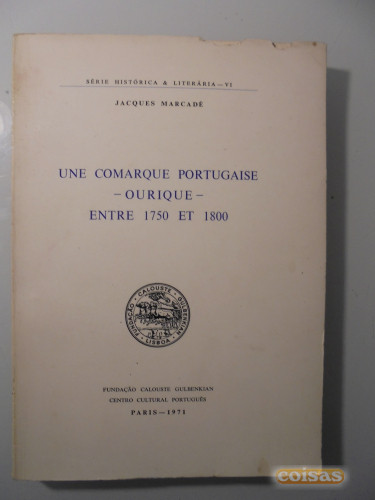 SÉRIE HISTÓRICA & LITERÁRIA — VI
JACQUES MARCADÉ
UNE COMARQUE PORTUGAISE
— OURIQUE —
ENTRE 1750 ET 1800
FUNDAÇÃO CALOUSTE GULBENKIAN
LISBOA
FUNDAÇÃO CALOUSTE GULBENKIAN
CENTRO CULTURAL PORTUGUÊS
PARIS — 1971
coisas